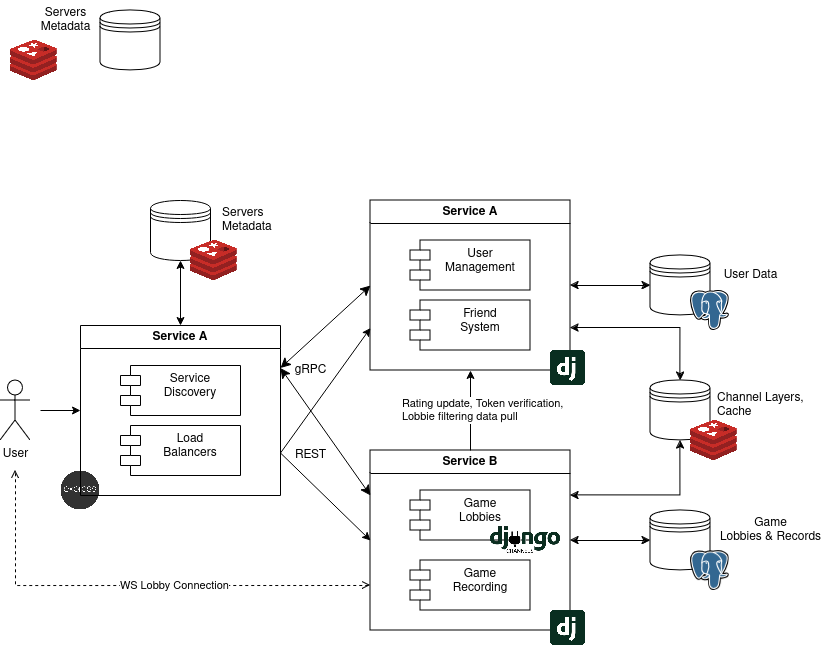 Servers
Metadata
Servers
Metadata
Service A
User
Management
Friend
System
User Data
Service A
Service
Discovery
Load
Balancers
gRPC
REST
User
dj
Rating update, Token verification,
Lobbie filtering data pull
Channel Layers,
Cache
Service B
Game
Lobbies
django
CHANNELS
Game
Recording
Game
Lobbies & Records
WS Lobby Connection
dj